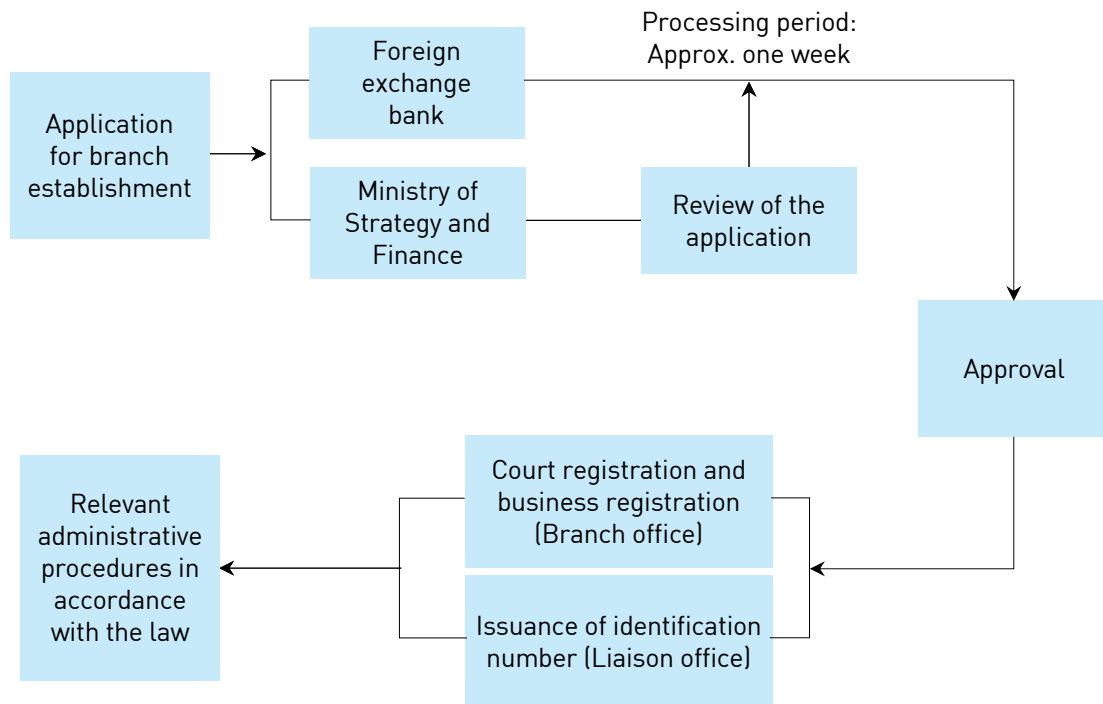 Application
for branch
establishment
Foreign
exchange
bank
Ministry of
Strategy and
Finance
Processing period:
Approx. one week
Review of the
application
Approval
Court registration and
business registration
(Branch office)
Issuance of identification
number (Liaison office)
Relevant
administrative
procedures in
accordance
with the law